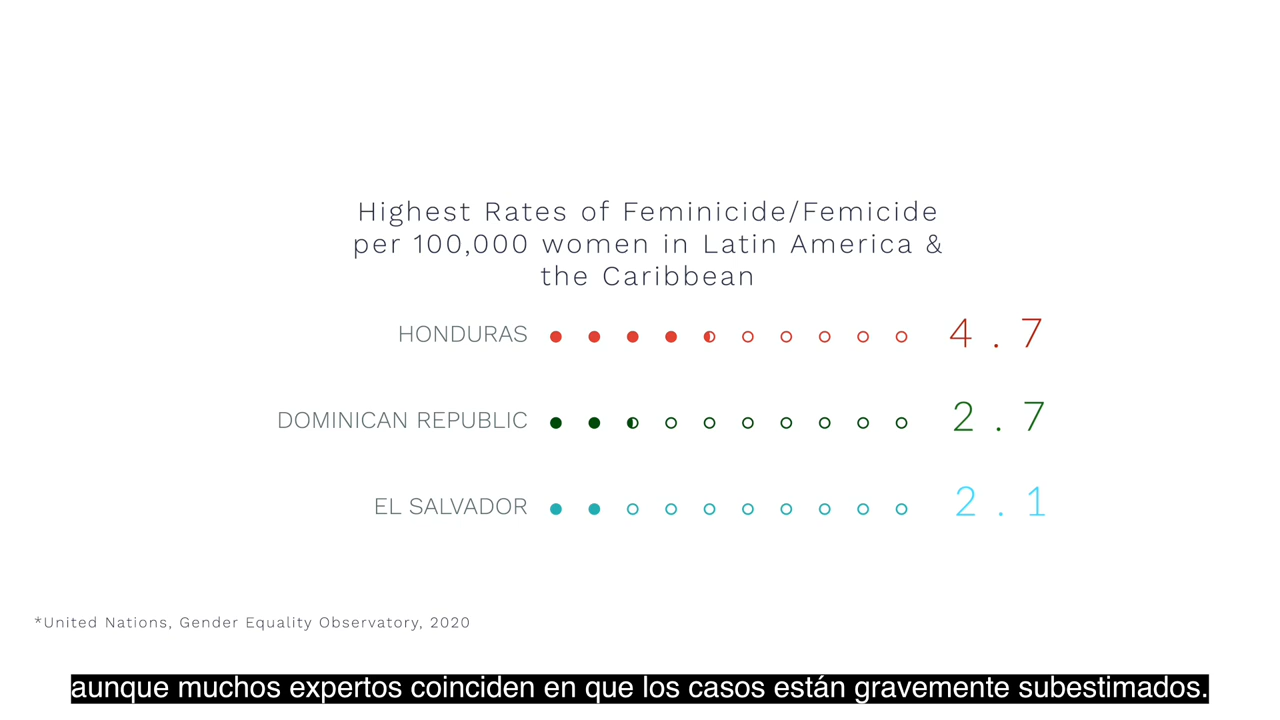 Highest Rates of Feminicide/Femicide
per 100,000 women in Latin America &
the Caribbean
HONDURAS 4.7
DOMINICAN REPUBLIC 2.7
EL SALVADOR 2.1
*United Nations, Gender Equality Observatory, 2020
aunque muchos expertos coinciden en que los casos están gravemente subestimados.